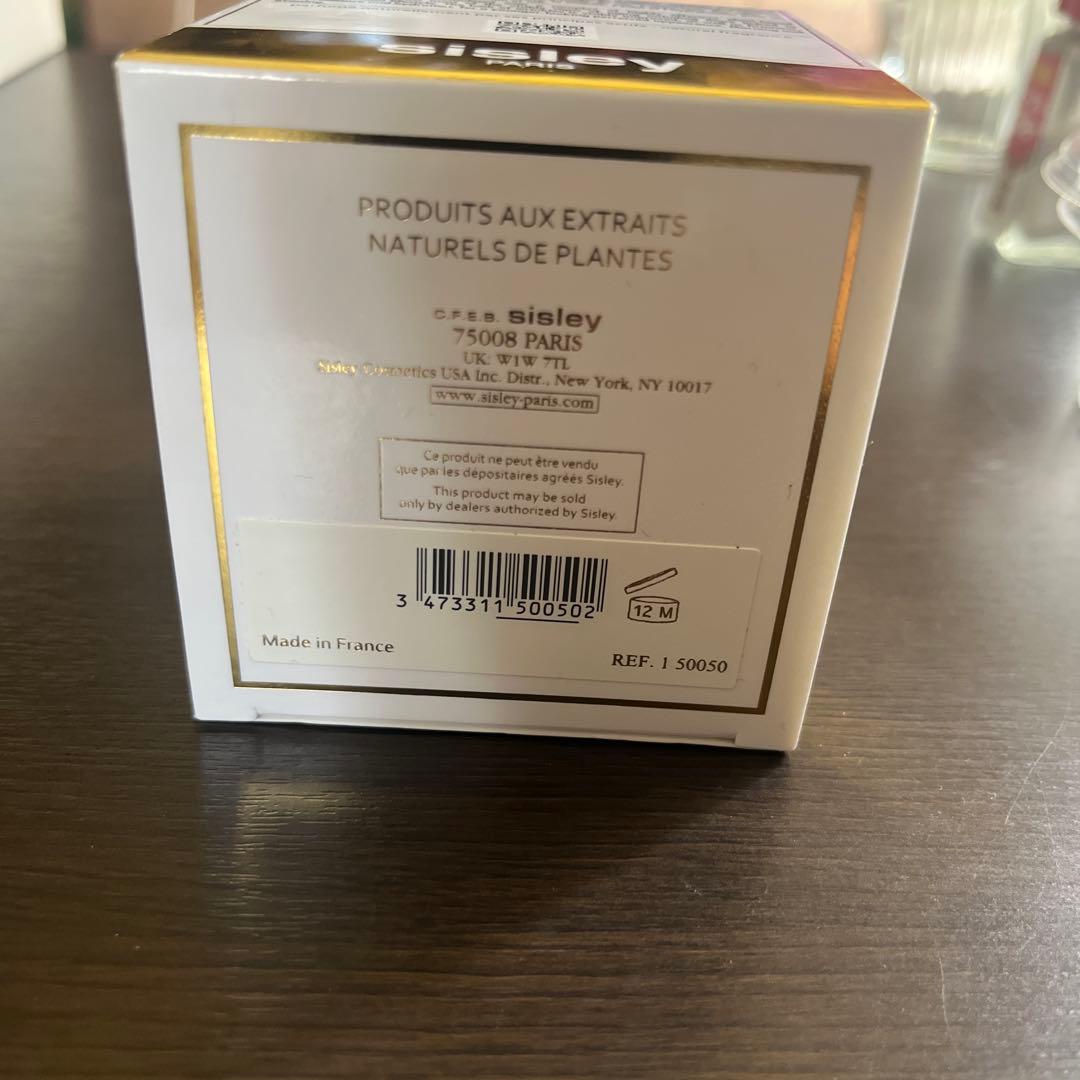 sisley
PARIS
PRODUITS AUX EXTRAITS
NATURELS DE PLANTES
C.F.E.B. sisley
75008 PARIS
UK: W1W 7TL
Sisley Cosmetics USA Inc. Distr., New York, NY 10017
www.sisley-paris.com
Ce produit ne peut être vendu
que par les dépositaires agréés Sisley.
This product may be sold
only by dealers authorized by Sisley.
3 473311 500502
12 M
Made in France
REF. 1 50050